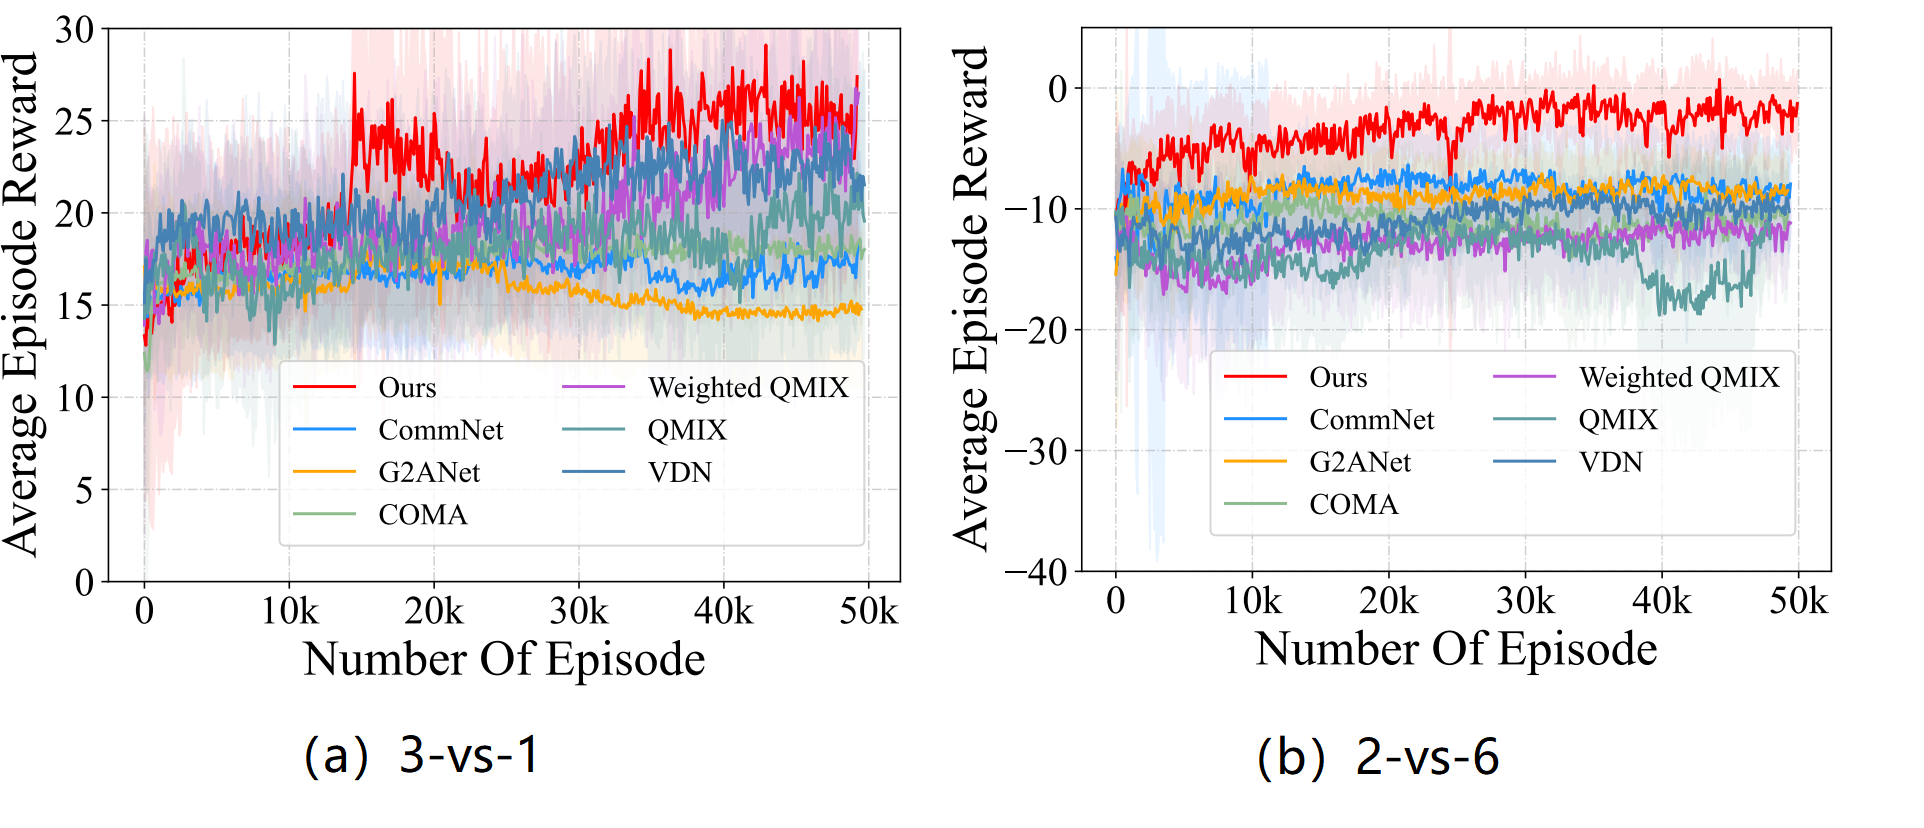 Average Episode Reward
30
25
20
15
10
5
0
0 10k 20k 30k 40k 50k
Number Of Episode
Ours
CommNet
G2ANet
COMA
Weighted QMIX
QMIX
VDN
(a) 3-vs-1
Average Episode Reward
0
−10
−20
−30
−40
0 10k 20k 30k 40k 50k
Number Of Episode
Ours
CommNet
G2ANet
COMA
Weighted QMIX
QMIX
VDN
(b) 2-vs-6